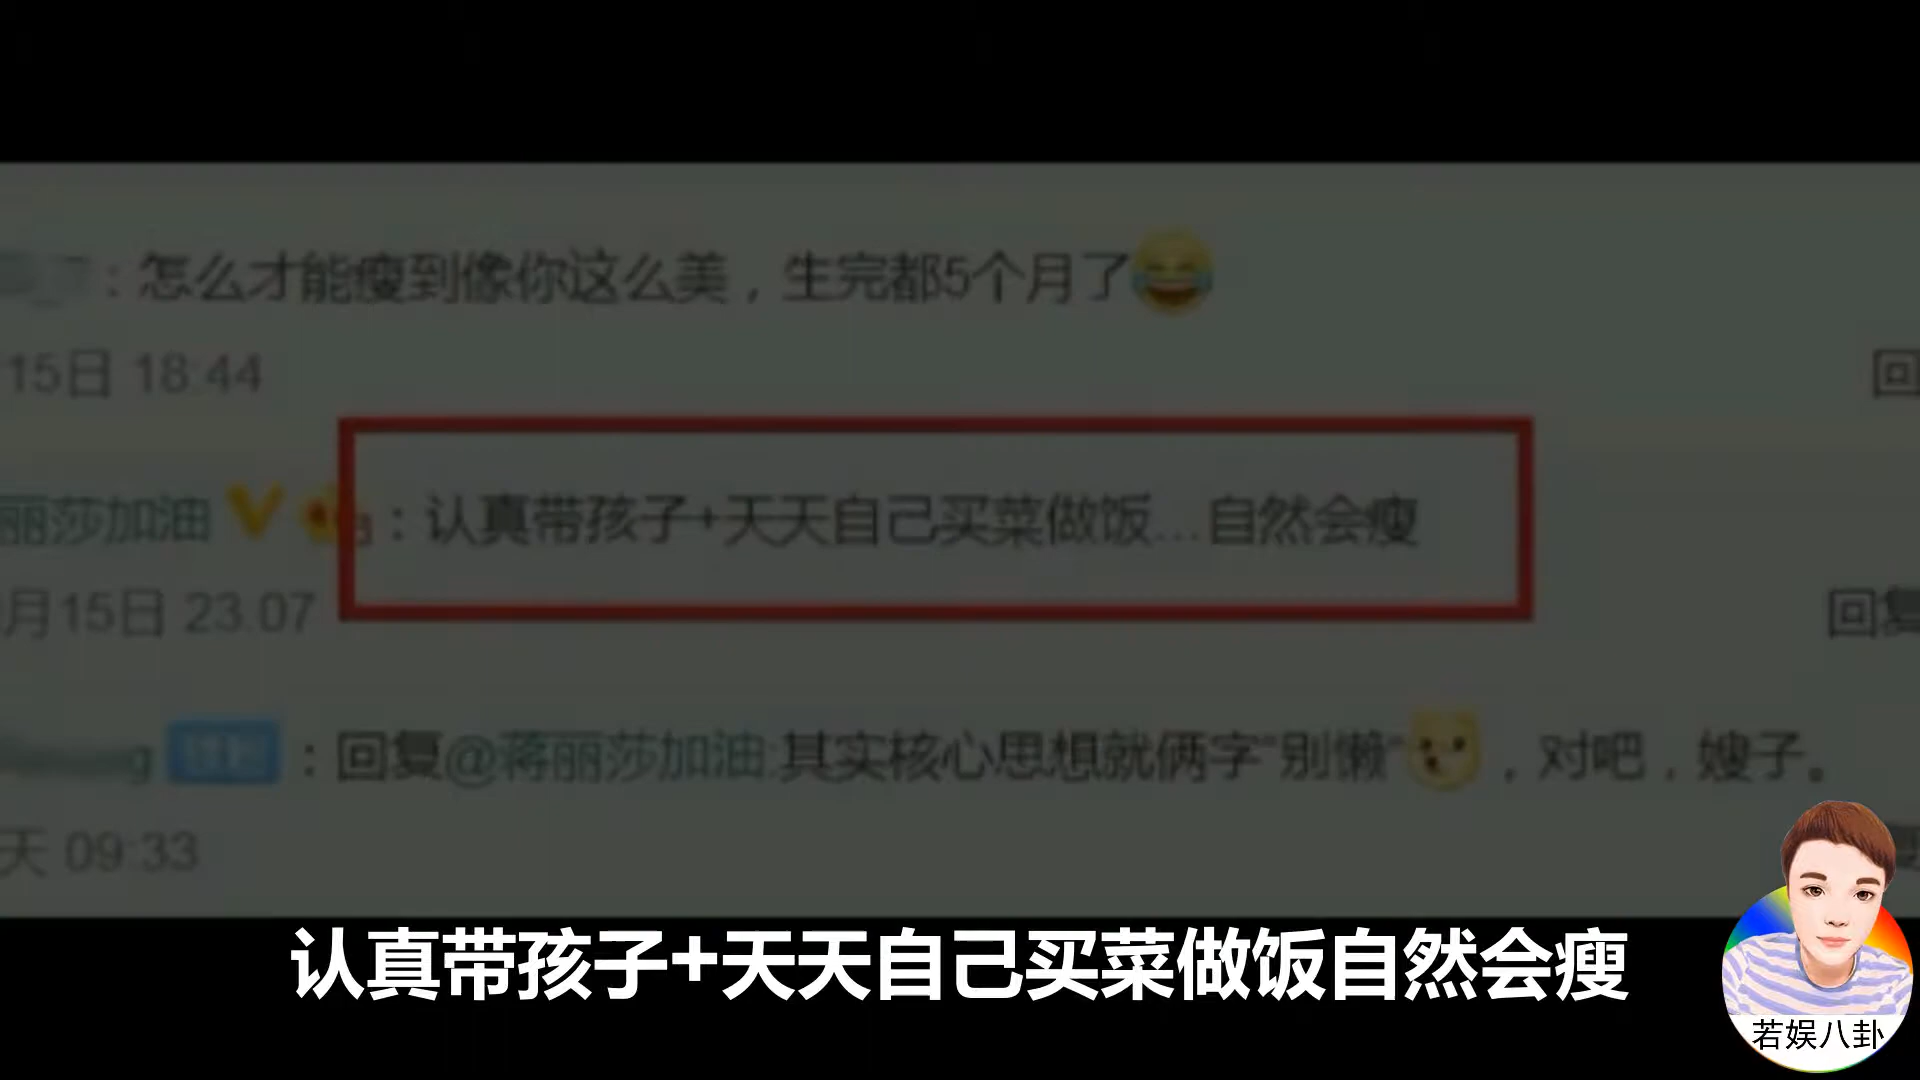 ：怎么才能瘦到像你这么美，生完都5个月了
15日 18:44
回
丽莎加油：认真带孩子+天天自己买菜做饭...自然会瘦
月15日 23:07
回复
：回复@蒋丽莎加油:其实核心思想就俩字"别懒"，对吧，嫂子。
天 09:33
认真带孩子+天天自己买菜做饭自然会瘦
若娱八卦